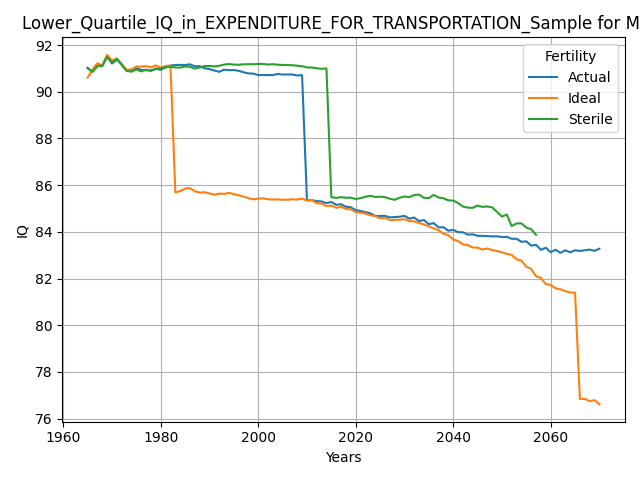 Lower_Quartile_IQ_in_EXPENDITURE_FOR_TRANSPORTATION_Sample for M
92
90
88
86
84
82
80
78
76
IQ
Fertility
Actual
Ideal
Sterile
1960
1980
2000
2020
2040
2060
Years